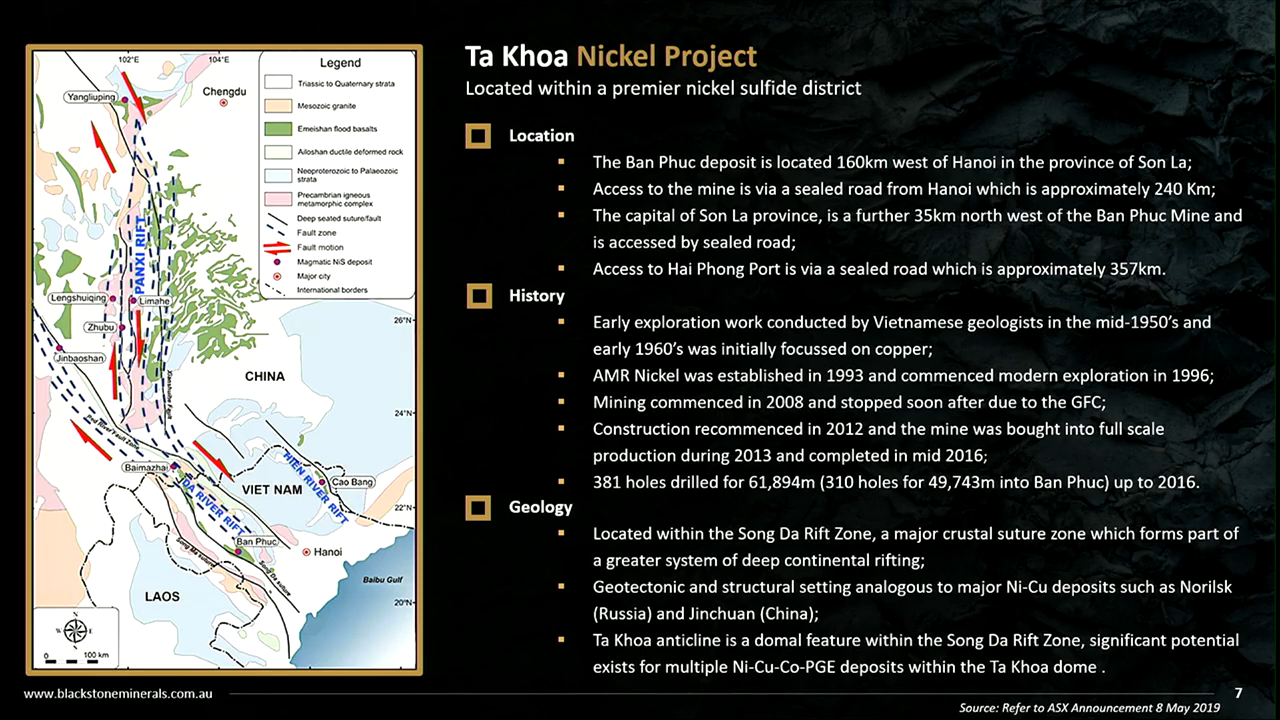 Ta Khoa Nickel Project
Located within a premier nickel sulfide district
Location
The Ban Phuc deposit is located 160km west of Hanoi in the province of Son La;
Access to the mine is via a sealed road from Hanoi which is approximately 240 Km;
The capital of Son La province, is a further 35km north west of the Ban Phuc Mine and
is accessed by sealed road;
Access to Hai Phong Port is via a sealed road which is approximately 357km.
History
Early exploration work conducted by Vietnamese geologists in the mid-1950's and
early 1960's was initially focussed on copper;
AMR Nickel was established in 1993 and commenced modern exploration in 1996;
Mining commenced in 2008 and stopped soon after due to the GFC;
Construction recommenced in 2012 and the mine was bought into full scale
production during 2013 and completed in mid 2016;
381 holes drilled for 61,894m (310 holes for 49,743m into Ban Phuc) up to 2016.
Geology
Located within the Song Da Rift Zone, a major crustal suture zone which forms part of
a greater system of deep continental rifting;
Geotectonic and structural setting analogous to major Ni-Cu deposits such as Norilsk
(Russia) and Jinchuan (China);
Ta Khoa anticline is a domal feature within the Song Da Rift Zone, significant potential
exists for multiple Ni-Cu-Co-PGE deposits within the Ta Khoa dome .
102°E
104°E
Legend
Triassic to Quaternary strata
Mesozoic granite
Emeishan flood basalts
Ailoshan ductile deformed rock
Neoproterozoic to Palaeozoic
strata
Precambrian igneous
metamorphic complex
Deep seated suture/fault
Fault zone
Fault motion
Magmatic NiS deposit
Major city
International borders
Yangliuping
Chengdu
PANXI RIFT
Lengshuiqing
Limahe
Zhubu
Jinbaoshan
26°N
CHINA
24°N
Baimazhai
DA RIVER RIFT
VIET NAM
HIEN RIVER RIFT
Cao Bang
22°N
Ban Phuc
Hanoi
Song Ma suture
Song Da suture
Baibu Gulf
LAOS
20°N
N
W
E
S
0 100 km
www.blackstoneminerals.com.au
7
Source: Refer to ASX Announcement 8 May 2019